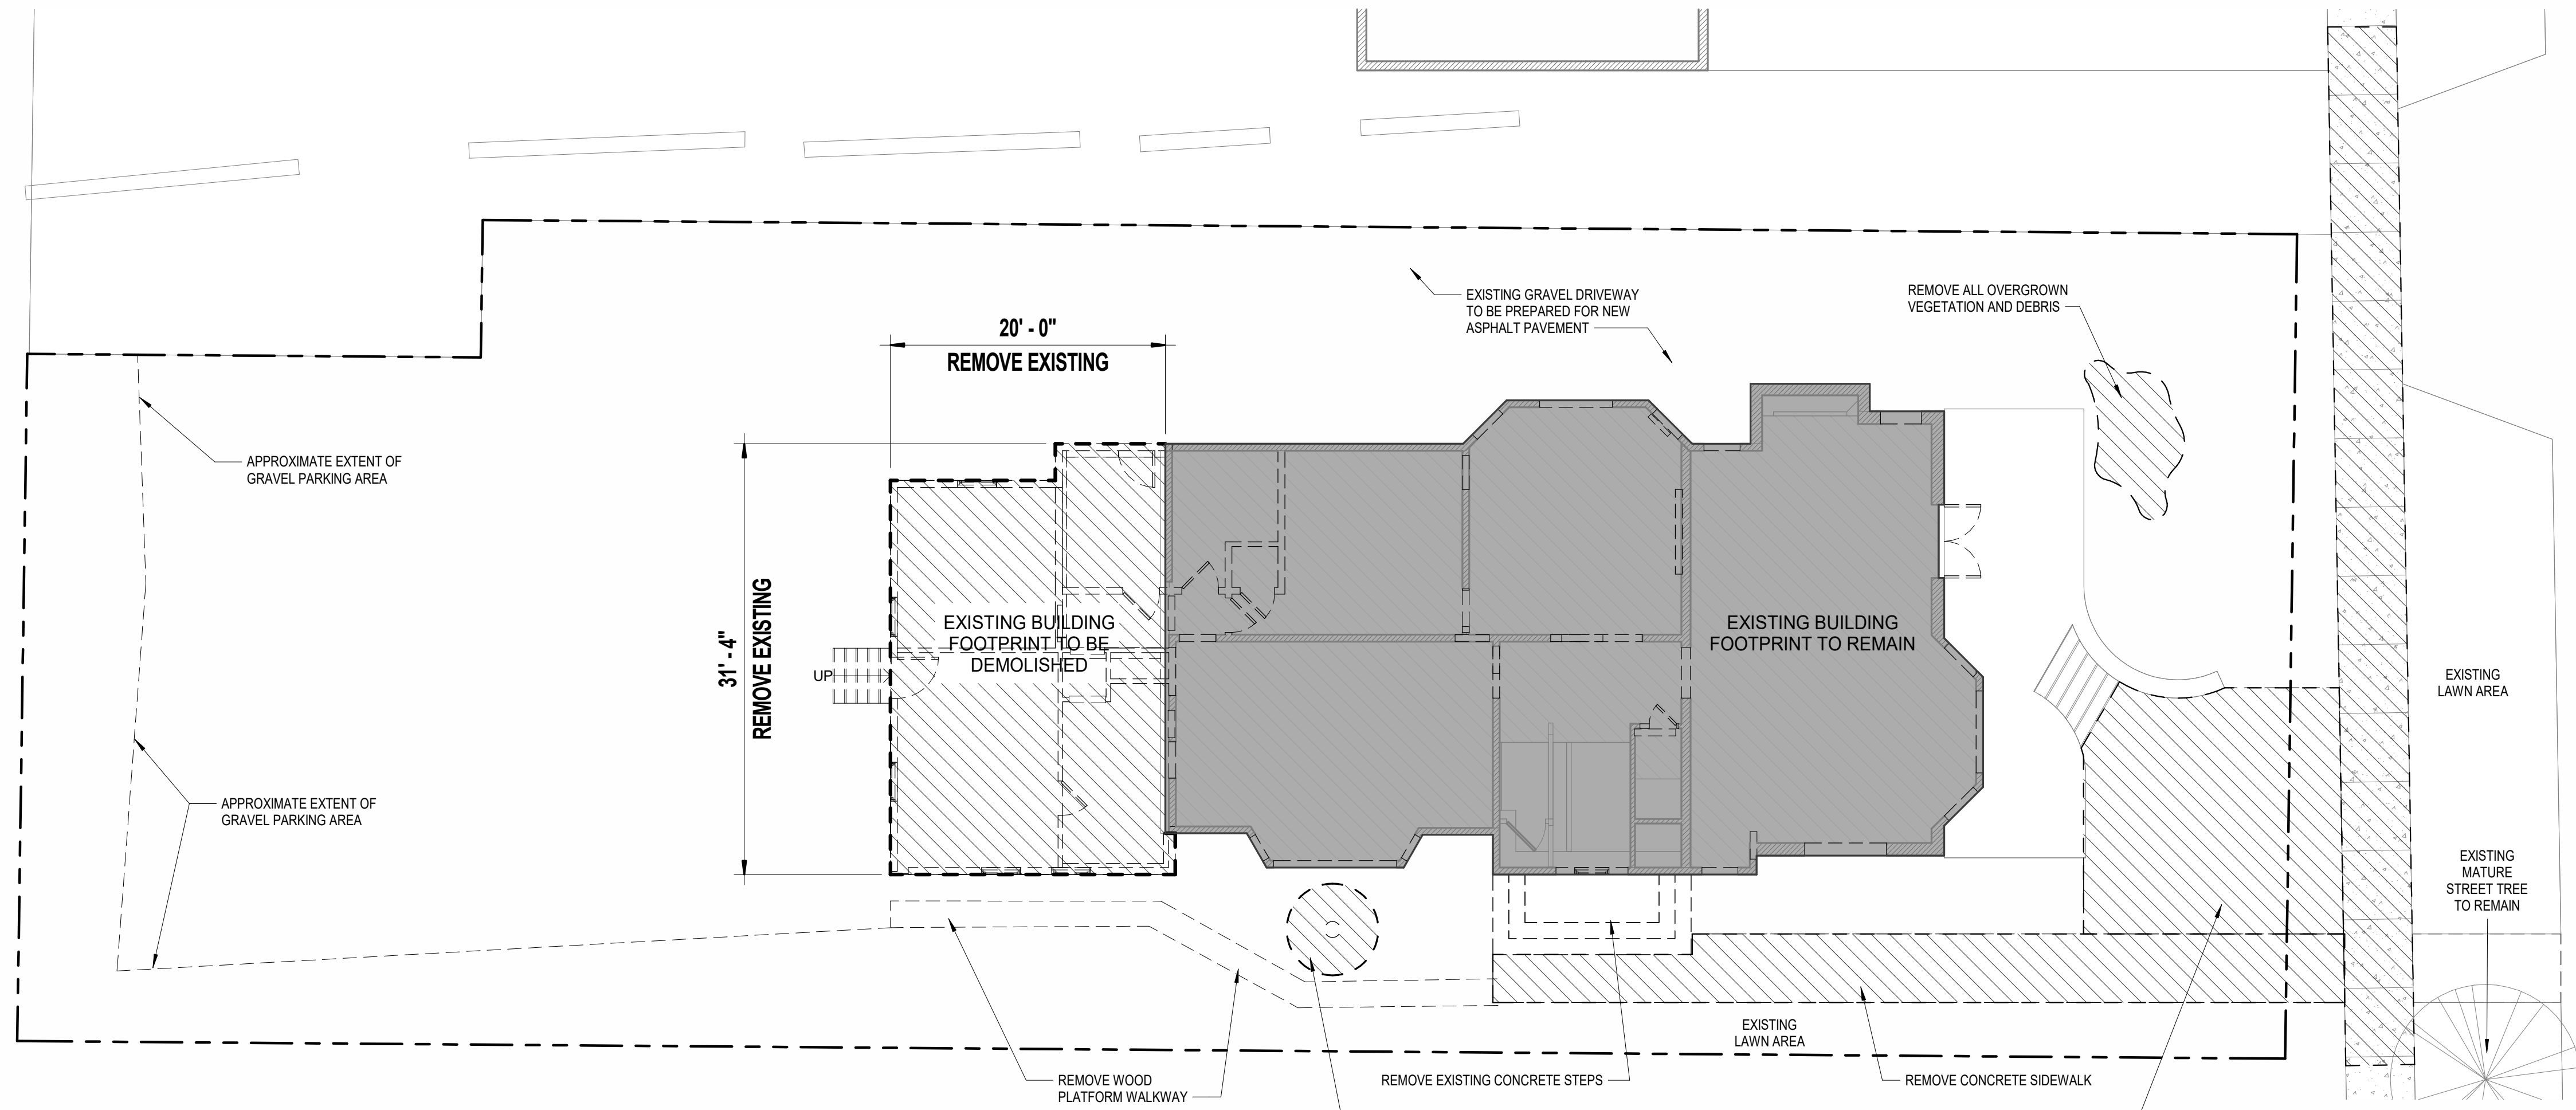 EXISTING GRAVEL DRIVEWAY
TO BE PREPARED FOR NEW
ASPHALT PAVEMENT
REMOVE ALL OVERGROWN
VEGETATION AND DEBRIS
20' - 0"
REMOVE EXISTING
APPROXIMATE EXTENT OF
GRAVEL PARKING AREA
31' - 4"
REMOVE EXISTING
EXISTING BUILDING
FOOTPRINT TO BE
DEMOLISHED
UP
EXISTING BUILDING
FOOTPRINT TO REMAIN
EXISTING
LAWN AREA
APPROXIMATE EXTENT OF
GRAVEL PARKING AREA
EXISTING
MATURE
STREET TREE
TO REMAIN
EXISTING
LAWN AREA
REMOVE WOOD
PLATFORM WALKWAY
REMOVE EXISTING CONCRETE STEPS
REMOVE CONCRETE SIDEWALK